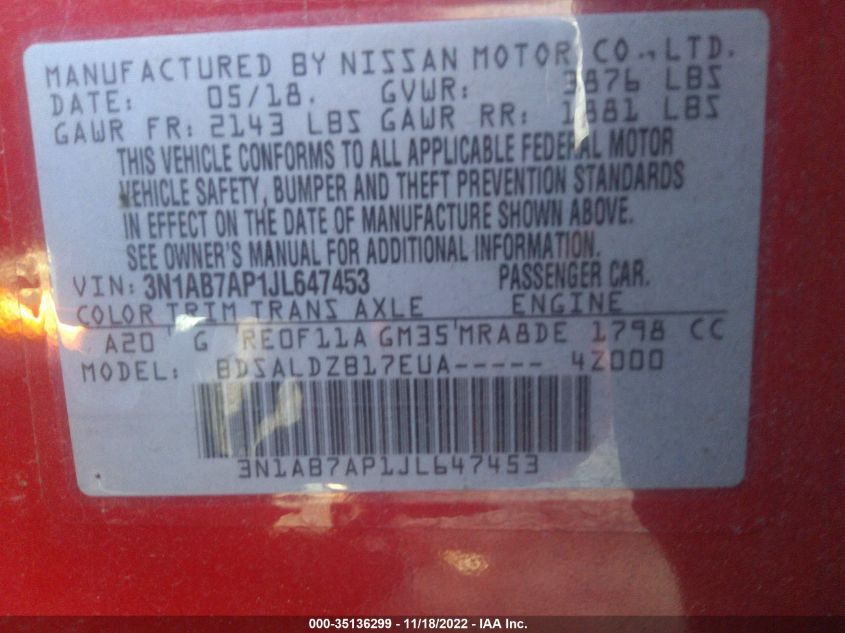 MANUFACTURED BY NISSAN MOTOR CO., LTD.
DATE: 05/18. GVWR: 3876 LBS
GAWR FR: 2143 LBS GAWR RR: 1881 LBS
THIS VEHICLE CONFORMS TO ALL APPLICABLE FEDERAL MOTOR
VEHICLE SAFETY, BUMPER AND THEFT PREVENTION STANDARDS
IN EFFECT ON THE DATE OF MANUFACTURE SHOWN ABOVE.
SEE OWNER'S MANUAL FOR ADDITIONAL INFORMATION.
VIN: 3N1AB7AP1JL647453 PASSENGER CAR.
COLOR TRIM TRANS AXLE ENGINE
A20 G RE0F11A GM35 MRA8DE 1798 CC
MODEL: BDSALDZB17EUA----- 4Z000
3N1AB7AP1JL647453
000-35136299 - 11/18/2022 - IAA Inc.